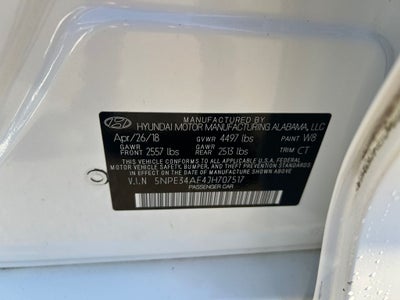 MANUFACTURED BY
HYUNDAI MOTOR MANUFACTURING ALABAMA, LLC
Apr/26/18 GVWR 4497 lbs PAINT W8
GAWR FRONT 2557 lbs GAWR REAR 2513 lbs TRIM CT
THIS VEHICLE CONFORMS TO ALL APPLICABLE U.S.A. FEDERAL
MOTOR VEHICLE SAFETY, BUMPER, AND THEFT PREVENTION STANDARDS
IN EFFECT ON THE DATE OF MANUFACTURE SHOWN ABOVE.
V.I.N 5NPE34AF4JH707517
PASSENGER CAR